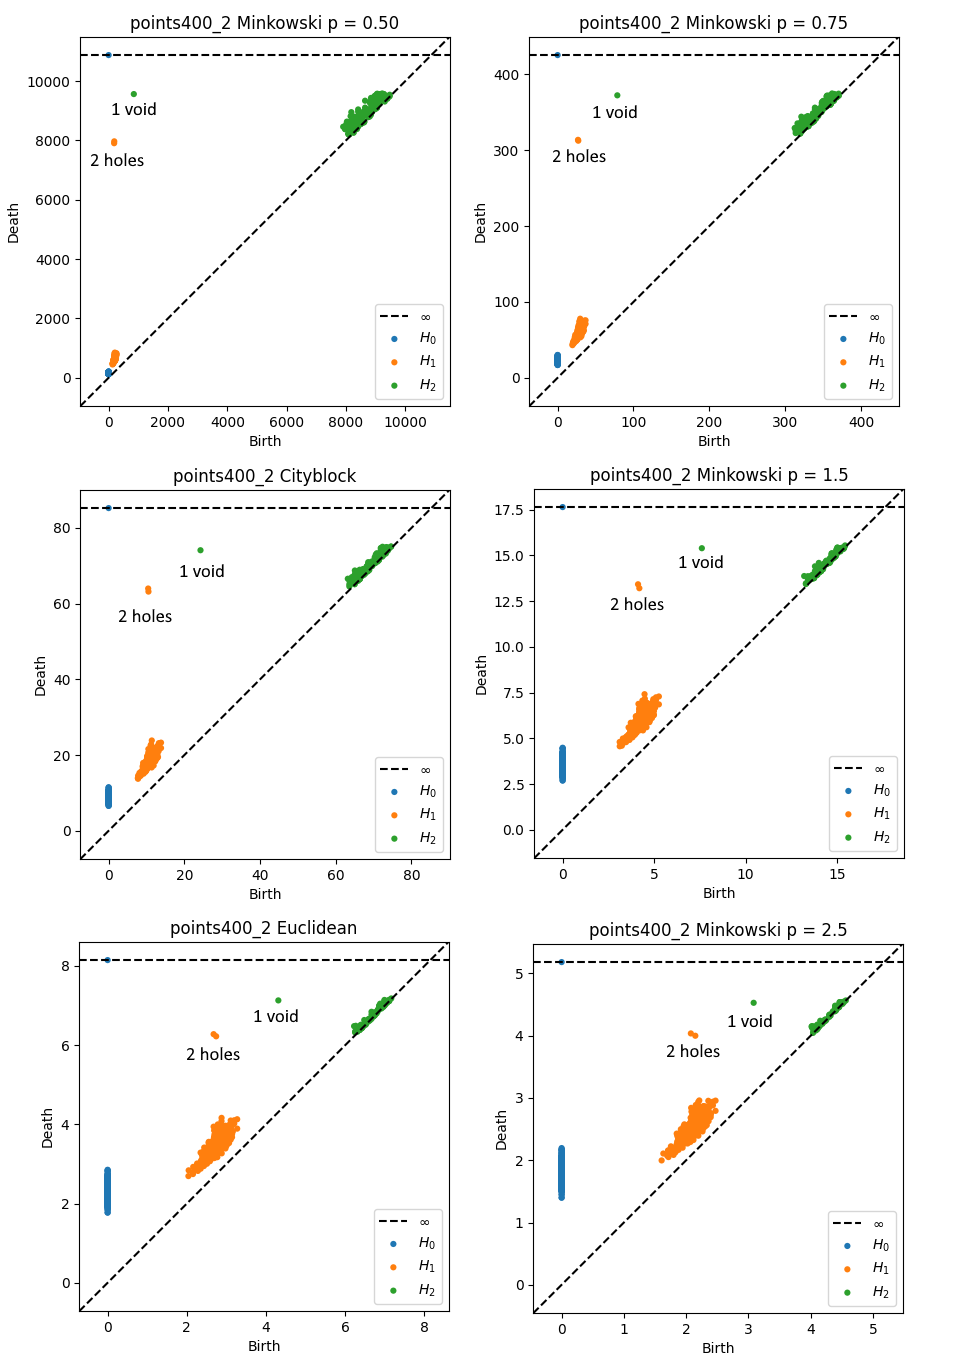 points400_2 Minkowski p = 0.50
Death
10000
8000
6000
4000
2000
0
1 void
2 holes
∞
H0
H1
H2
0 2000 4000 6000 8000 10000
Birth
points400_2 Minkowski p = 0.75
Death
400
300
200
100
0
1 void
2 holes
∞
H0
H1
H2
0 100 200 300 400
Birth
points400_2 Cityblock
Death
80
60
40
20
0
1 void
2 holes
∞
H0
H1
H2
0 20 40 60 80
Birth
points400_2 Minkowski p = 1.5
Death
17.5
15.0
12.5
10.0
7.5
5.0
2.5
0.0
1 void
2 holes
∞
H0
H1
H2
0 5 10 15
Birth
points400_2 Euclidean
Death
8
6
4
2
0
1 void
2 holes
∞
H0
H1
H2
0 2 4 6 8
Birth
points400_2 Minkowski p = 2.5
Death
5
4
3
2
1
0
1 void
2 holes
∞
H0
H1
H2
0 1 2 3 4 5
Birth